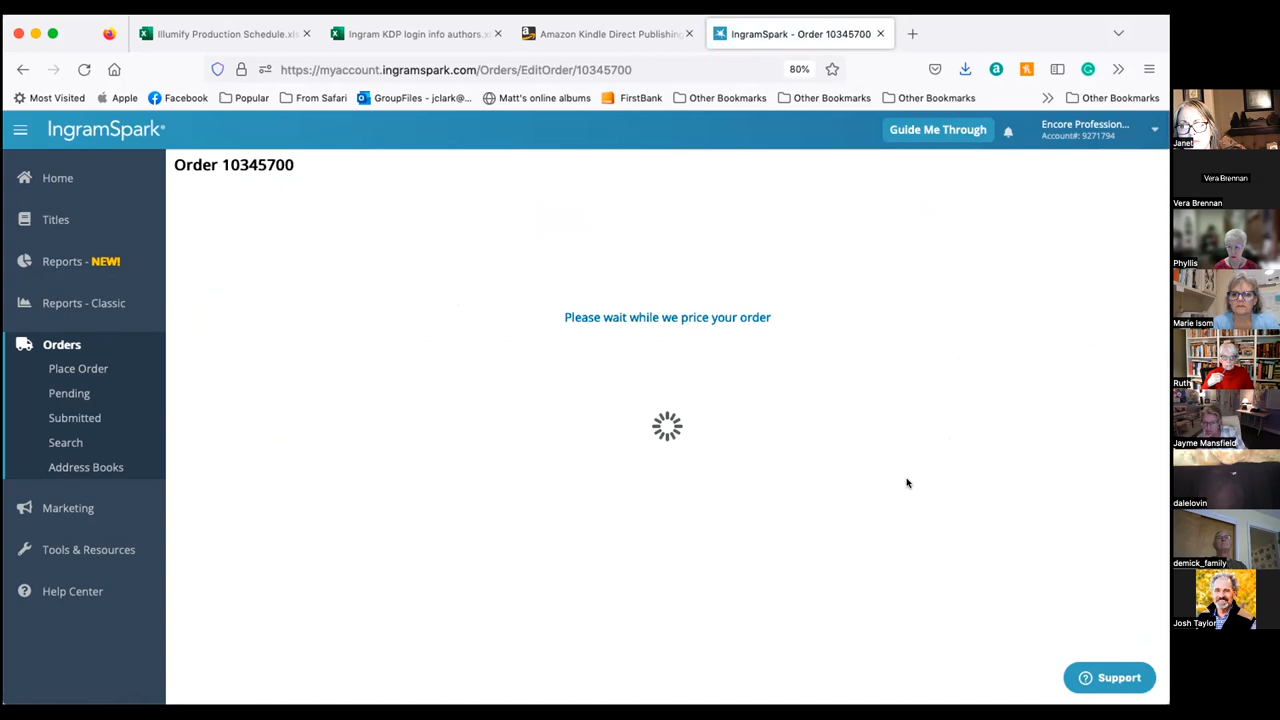 Illumify Production Schedule.xls
Ingram KDP login info authors.x
Amazon Kindle Direct Publishing
IngramSpark - Order 10345700
https://myaccount.ingramspark.com/Orders/EditOrder/10345700
80%
Most Visited
Apple
Facebook
Popular
From Safari
GroupFiles - jclark@...
Matt's online albums
FirstBank
Other Bookmarks
Other Bookmarks
Other Bookmarks
Other Bookmarks
IngramSpark®
Guide Me Through
Encore Profession...
Account#: 9271794
Home
Titles
Reports - NEW!
Reports - Classic
Orders
Place Order
Pending
Submitted
Search
Address Books
Marketing
Tools & Resources
Help Center
Order 10345700
Please wait while we price your order
Support
Janet
Vera Brennan
Vera Brennan
Phyllis
Marie Isom
Ruth
Jayme Mansfield
dalelovin
demick_family
Josh Taylor